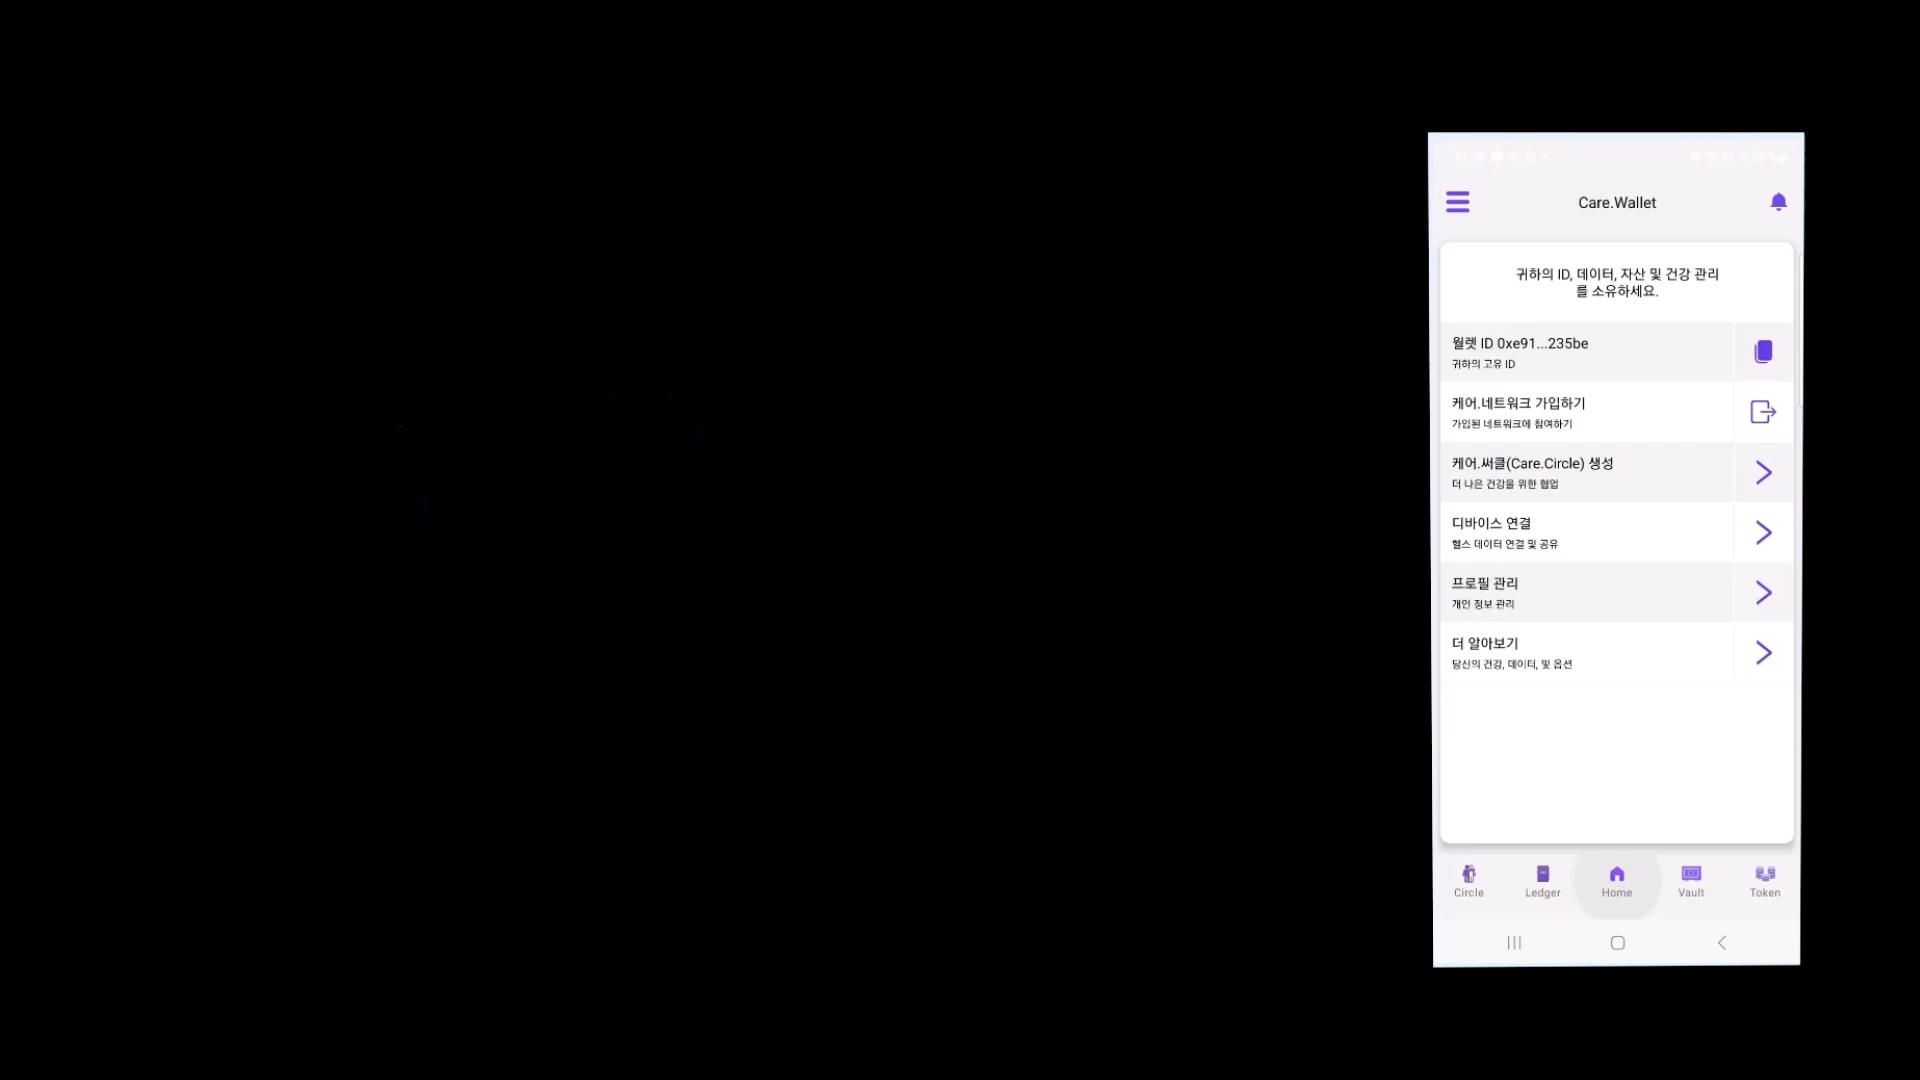 Care.Wallet
귀하의 ID, 데이터, 자산 및 건강 관리
를 소유하세요.
월렛 ID 0xe91...235be
귀하의 고유 ID
케어.네트워크 가입하기
가입된 네트워크에 참여하기
케어.써클(Care.Circle) 생성
더 나은 건강을 위한 협업
디바이스 연결
헬스 데이터 연결 및 공유
프로필 관리
개인 정보 관리
더 알아보기
당신의 건강, 데이터, 및 옵션
Circle
Ledger
Home
Vault
Token